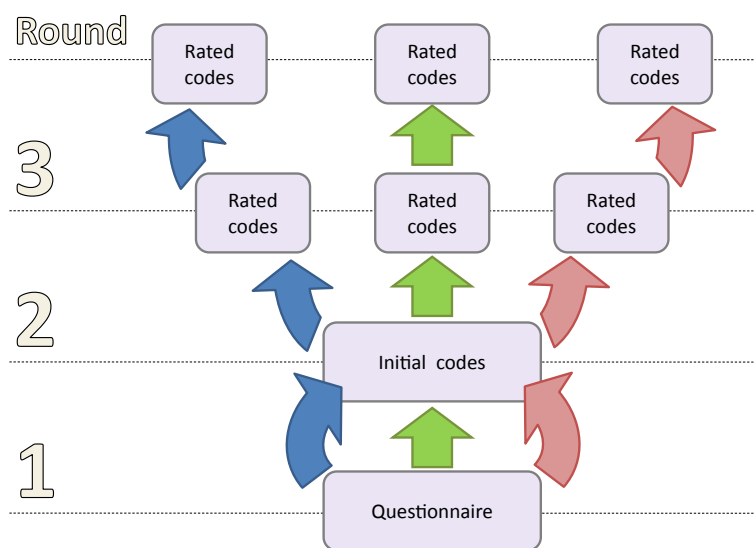 Round
Rated
codes
Rated
codes
Rated
codes
3
Rated
codes
Rated
codes
Rated
codes
2
Initial codes
1
Questionnaire